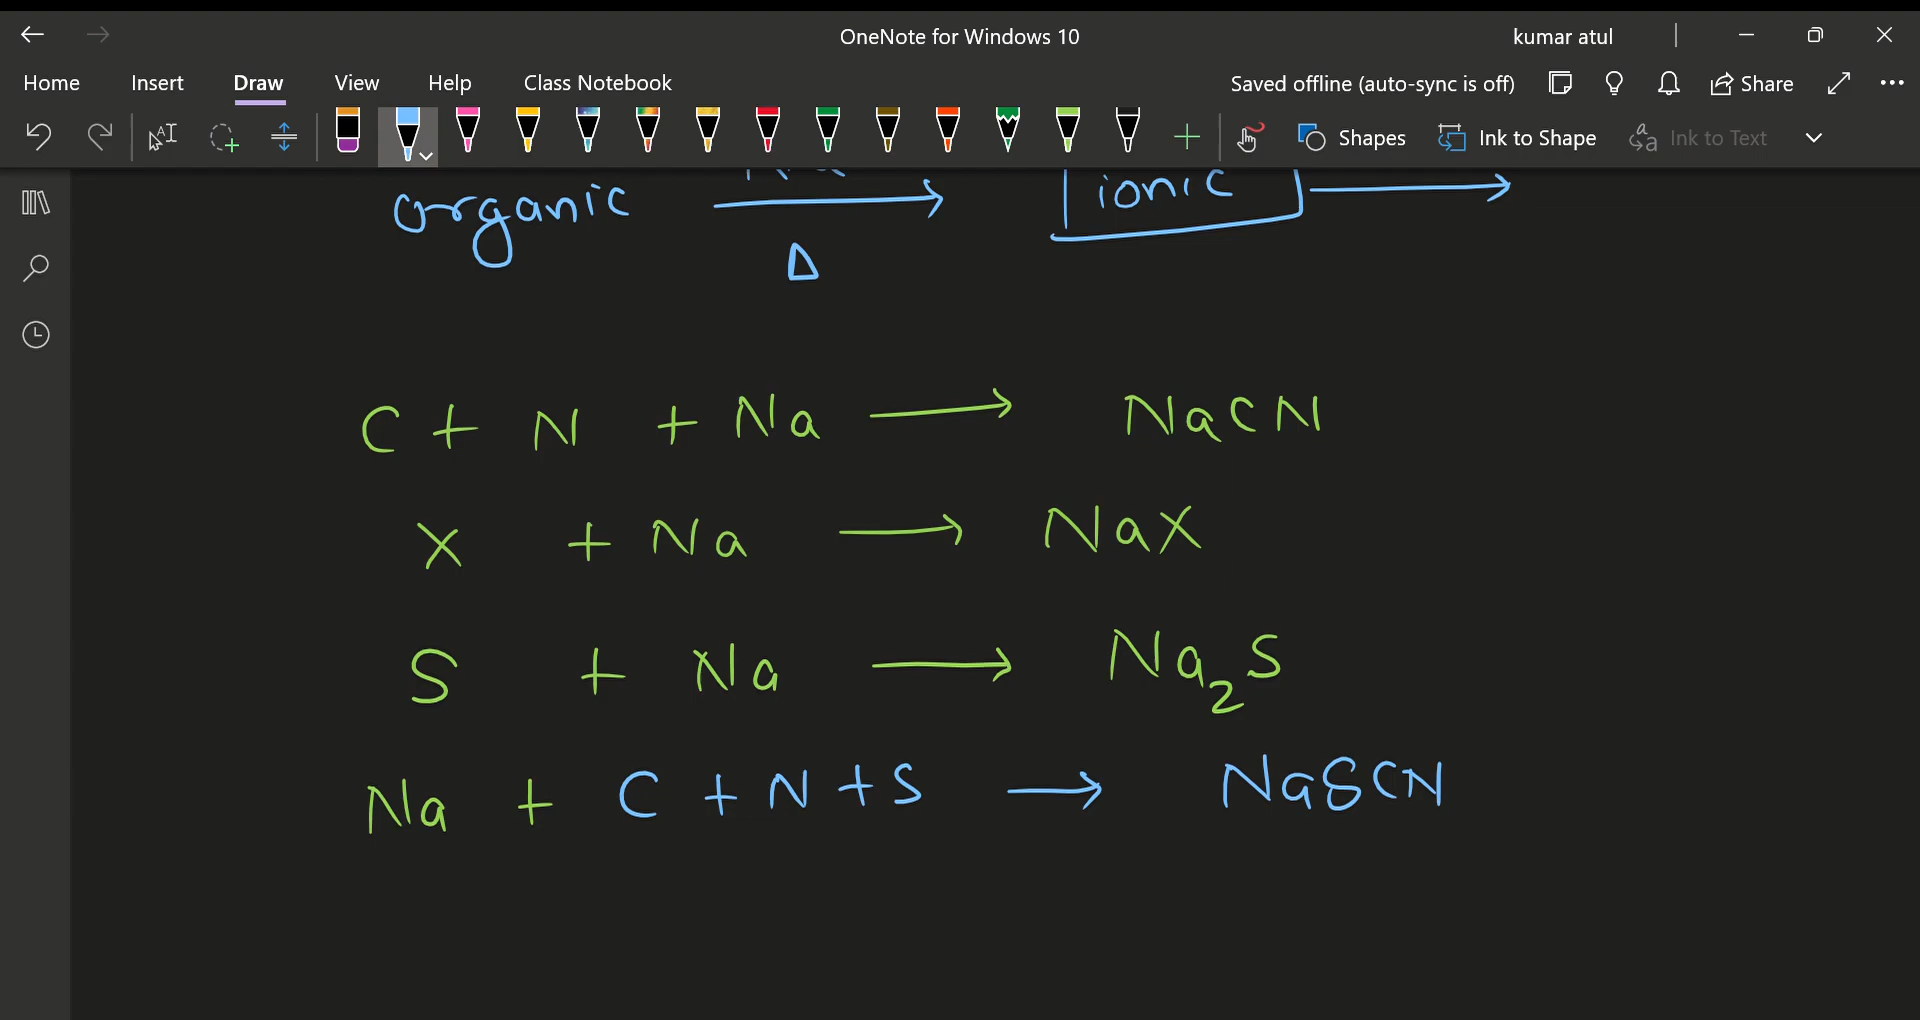 OneNote for Windows 10
kumar atul
Home Insert Draw View Help Class Notebook
Saved offline (auto-sync is off) Share
Shapes Ink to Shape Ink to Text
organic → ionic →
Δ
C + N + Na → NaCN
X + Na → NaX
S + Na → Na₂S
Na + C + N + S → NaSCN